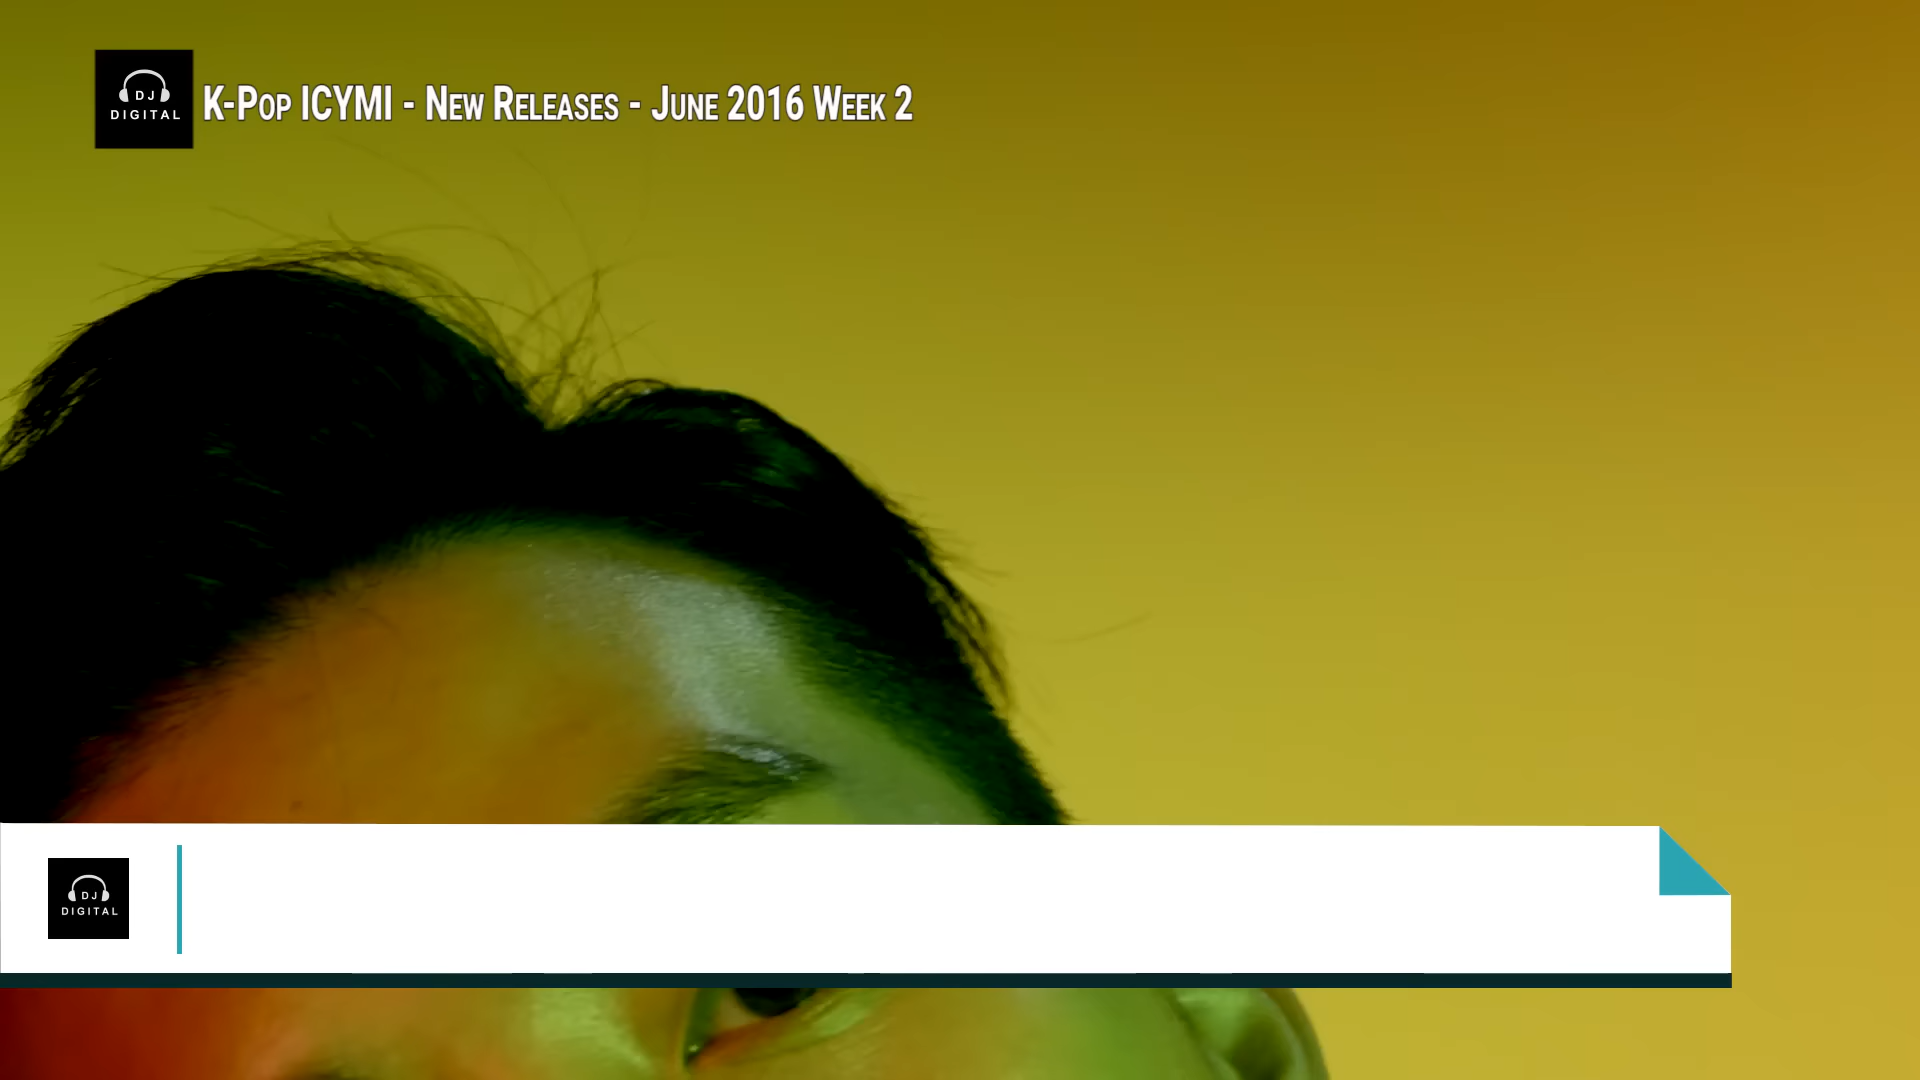 DJ
DIGITAL
K-Pop ICYMI - New Releases - June 2016 Week 2
DJ
DIGITAL